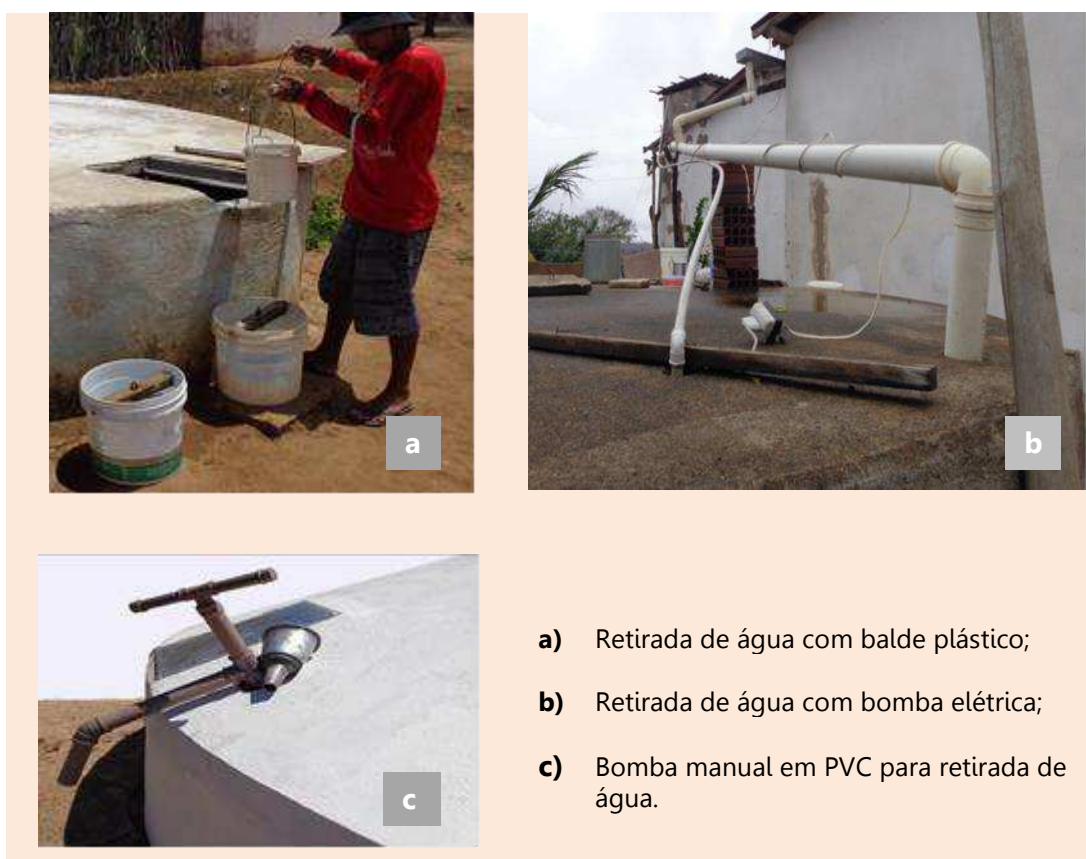 a
b
c
a) Retirada de água com balde plástico;
b) Retirada de água com bomba elétrica;
c) Bomba manual em PVC para retirada de
água.